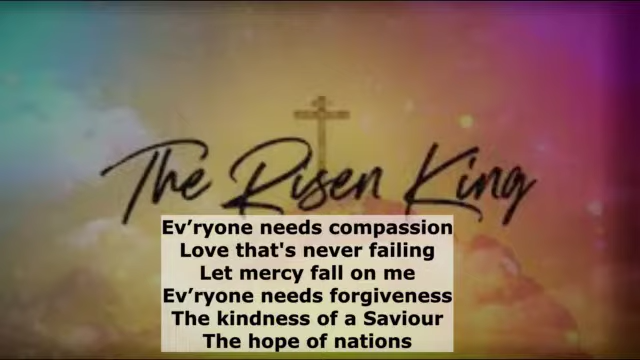 The Risen King
Ev’ryone needs compassion
Love that's never failing
Let mercy fall on me
Ev’ryone needs forgiveness
The kindness of a Saviour
The hope of nations